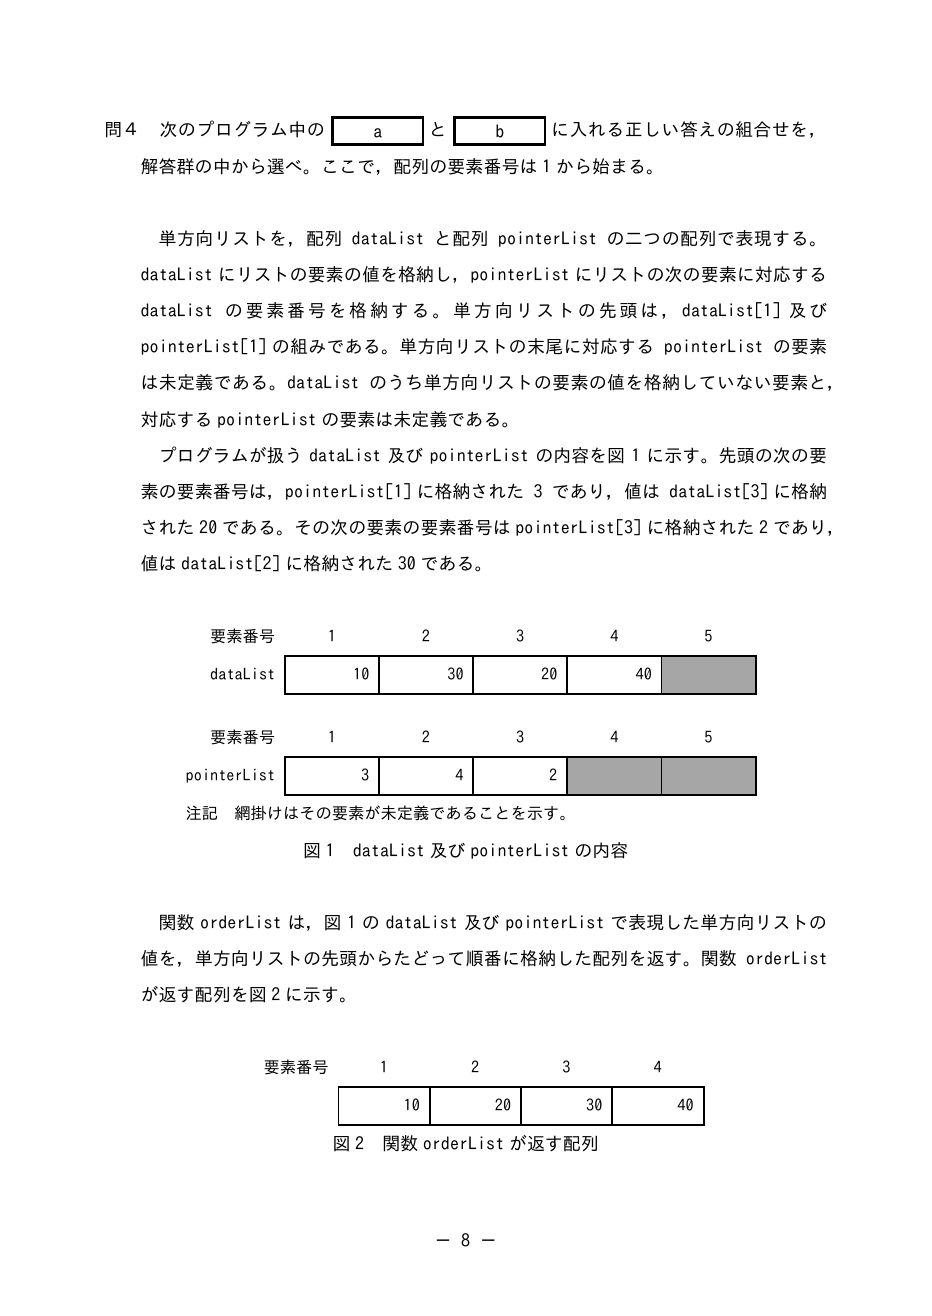 問4 次のプログラム中の a と b に入れる正しい答えの組合せを，
解答群の中から選べ。ここで，配列の要素番号は1から始まる。
単方向リストを，配列 dataList と配列 pointerList の二つの配列で表現する。
dataList にリストの要素の値を格納し，pointerList にリストの次の要素に対応する
dataList の要素番号を格納する。単方向リストの先頭は，dataList[1] 及び
pointerList[1] の組みである。単方向リストの末尾に対応する pointerList の要素
は未定義である。dataList のうち単方向リストの要素の値を格納していない要素と，
対応する pointerList の要素は未定義である。
プログラムが扱う dataList 及び pointerList の内容を図1に示す。先頭の次の要
素の要素番号は，pointerList[1] に格納された 3 であり，値は dataList[3] に格納
された 20 である。その次の要素の要素番号は pointerList[3] に格納された 2 であり，
値は dataList[2] に格納された 30 である。
要素番号 1 2 3 4 5
dataList 10 30 20 40
要素番号 1 2 3 4 5
pointerList 3 4 2
注記 網掛けはその要素が未定義であることを示す。
図1 dataList 及び pointerList の内容
関数 orderList は，図1の dataList 及び pointerList で表現した単方向リストの
値を，単方向リストの先頭からたどって順番に格納した配列を返す。関数 orderList
が返す配列を図2に示す。
要素番号 1 2 3 4
10 20 30 40
図2 関数 orderList が返す配列
－ 8 －